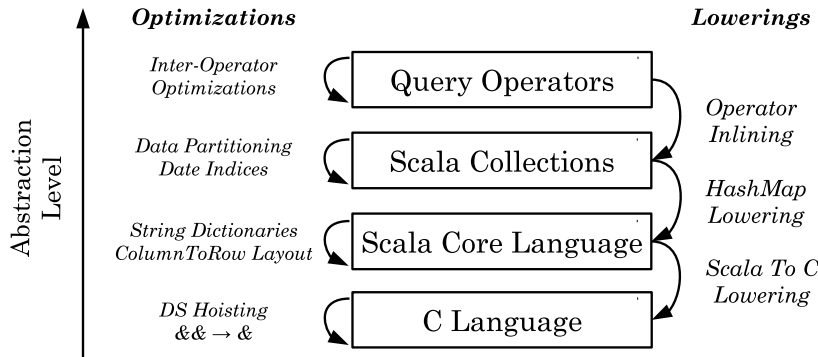 Optimizations
Lowerings
Abstraction
Level
Inter-Operator
Optimizations
Query Operators
Operator
Inlining
Data Partitioning
Date Indices
Scala Collections
HashMap
Lowering
String Dictionaries
ColumnToRow Layout
Scala Core Language
Scala To C
Lowering
DS Hoisting
&& → &
C Language